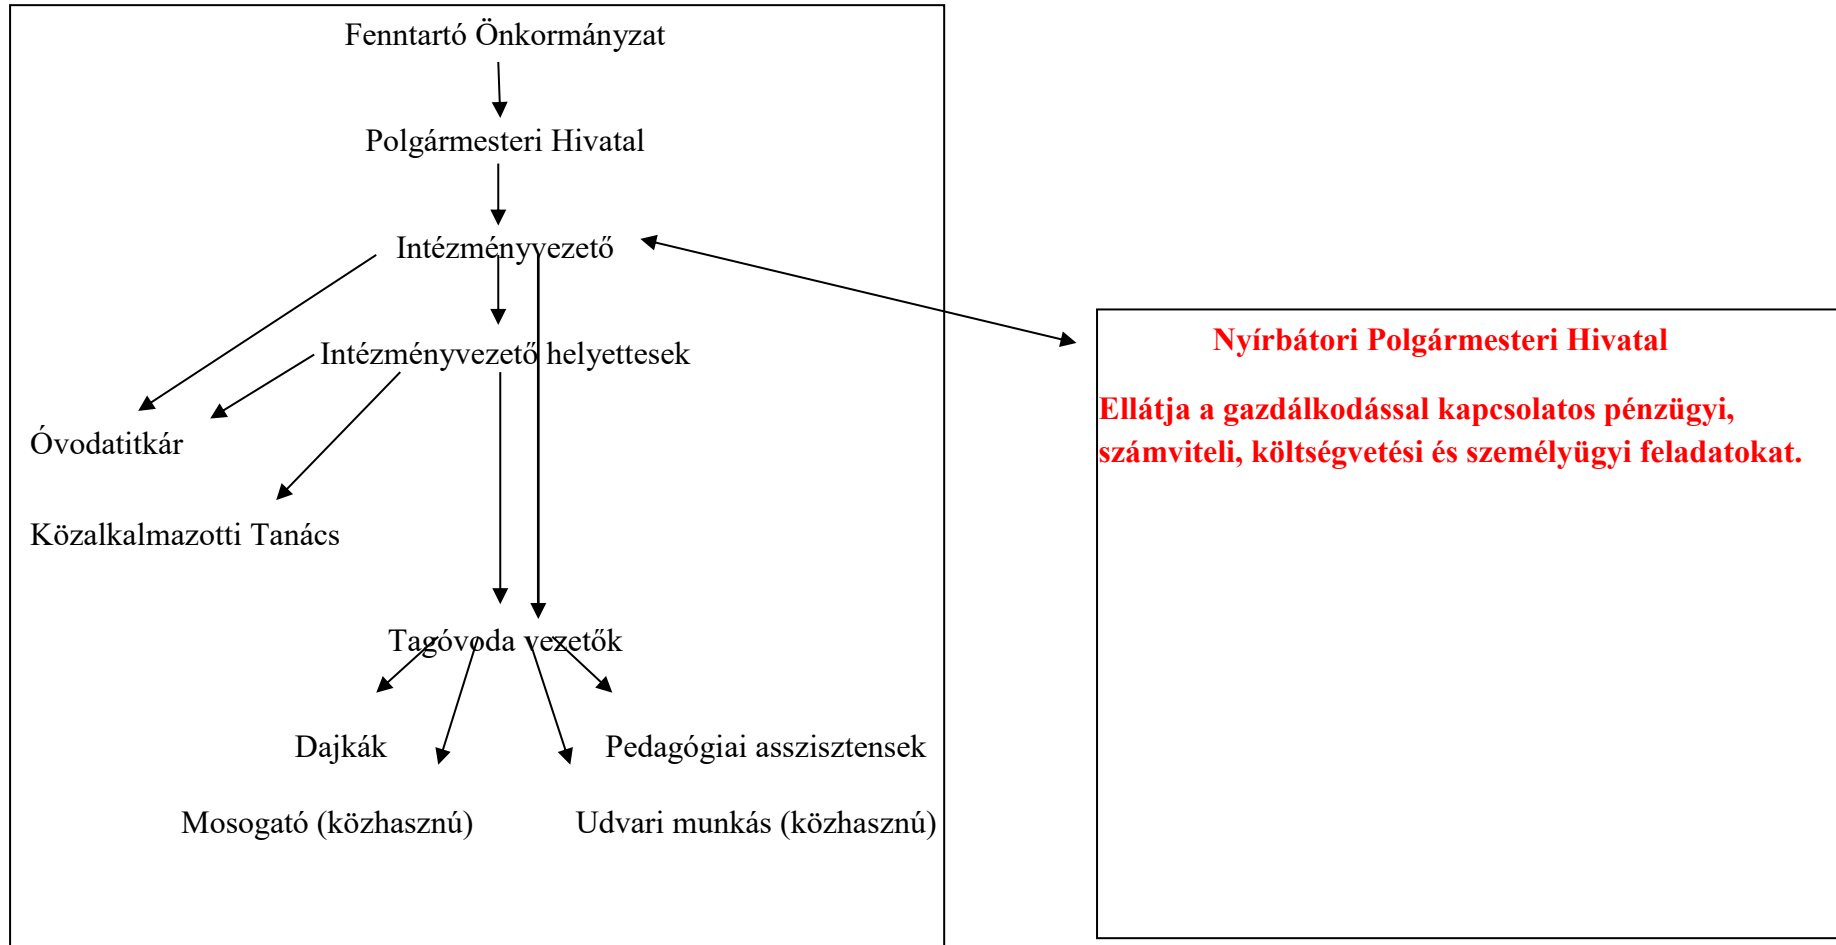 Fenntartó Önkormányzat
Polgármesteri Hivatal
Intézményvezető
Intézményvezető helyettesek
Óvodatitkár
Közalkalmazotti Tanács
Tagóvoda vezetők
Dajkák
Pedagógiai asszisztensek
Mosogató (közhasznú)
Udvari munkás (közhasznú)
Nyírbátori Polgármesteri Hivatal
Ellátja a gazdálkodással kapcsolatos pénzügyi,
számviteli, költségvetési és személyügyi feladatokat.